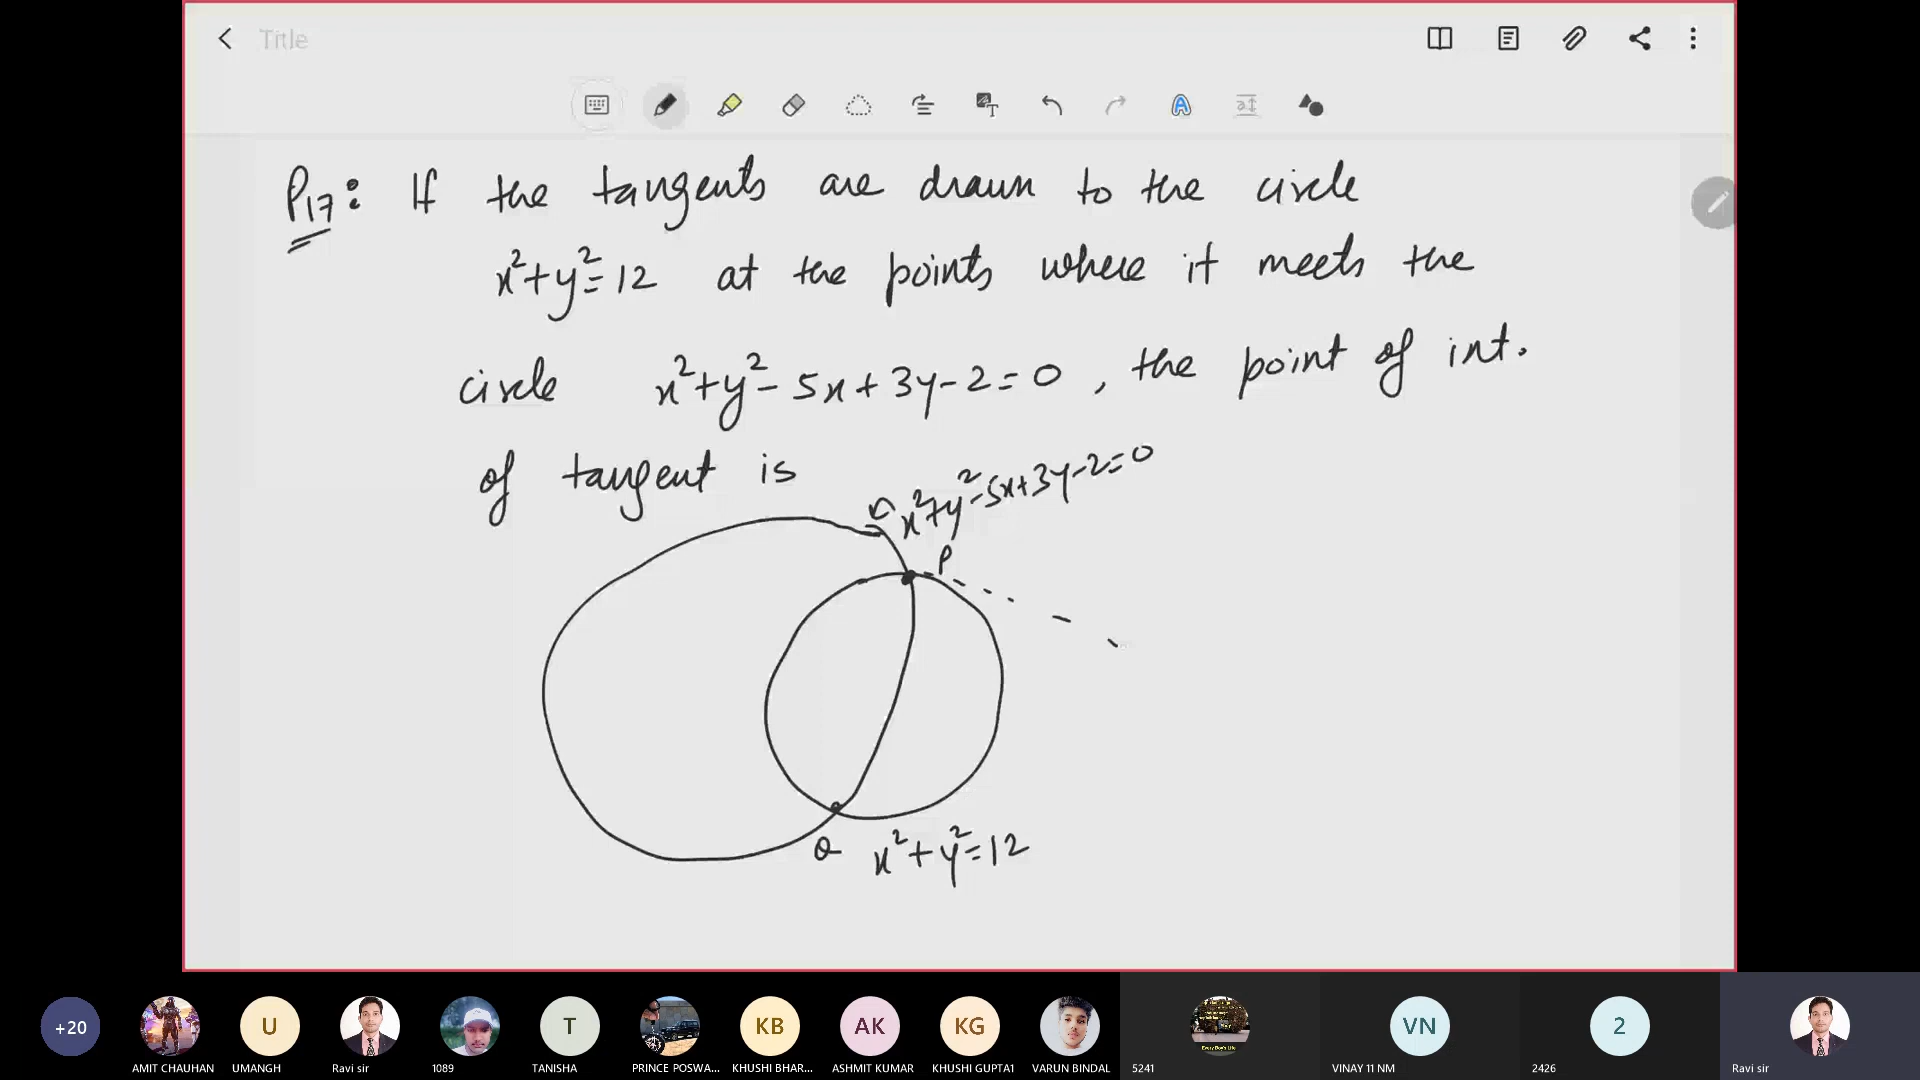 Title
P17: If the tangents are drawn to the circle
x²+y²=12 at the points where it meets the
circle x²+y²-5x+3y-2=0, the point of int.
of tangent is
x²+y²-5x+3y-2=0
P
Q x²+y²=12
+20
U
T
KB
AK
KG
VN
2
AMIT CHAUHAN UMANGH Ravi sir 1089 TANISHA PRINCE POSWA... KHUSHI BHAR... ASHMIT KUMAR KHUSHI GUPTA1 VARUN BINDAL 5241 VINAY 11 NM 2426 Ravi sir